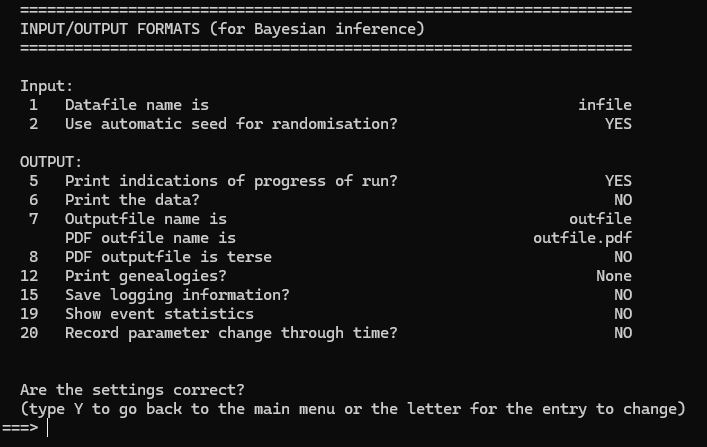 ====================================================================
INPUT/OUTPUT FORMATS (for Bayesian inference)
====================================================================
Input:
1 Datafile name is infile
2 Use automatic seed for randomisation? YES
OUTPUT:
5 Print indications of progress of run? YES
6 Print the data? NO
7 Outputfile name is outfile
PDF outfile name is outfile.pdf
8 PDF outputfile is terse NO
12 Print genealogies? None
15 Save logging information? NO
19 Show event statistics NO
20 Record parameter change through time? NO
Are the settings correct?
(type Y to go back to the main menu or the letter for the entry to change)
===>